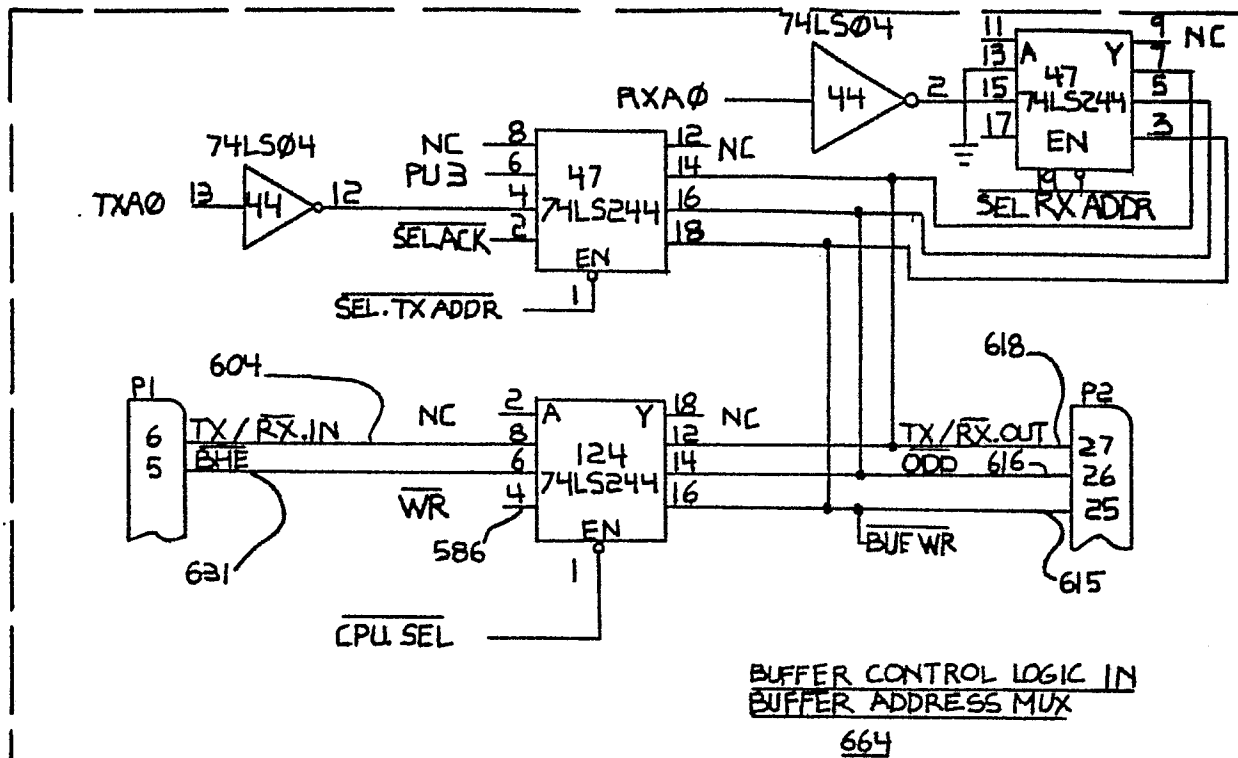 74LS04
11 9 NC
13 A Y 7
47
15 74LS244 5
17 EN 3
19
SEL RX ADDR
RXA0 44 2
74LS04
TXA0 13 44 12
NC 8 12 NC
PU3 6 47 14
4 74LS244 16
SELACK 2 18
EN
SEL.TX ADDR 1
604
618
P1
P2
6 TX/RX.IN NC 2 A Y 18 NC
8 12 TX/RX.OUT 27
5 BHE 6 124 14 ODD 616 26
74LS244
WR 4 16 25
EN
586
BUF WR
631
1
615
CPU SEL
BUFFER CONTROL LOGIC IN
BUFFER ADDRESS MUX
664